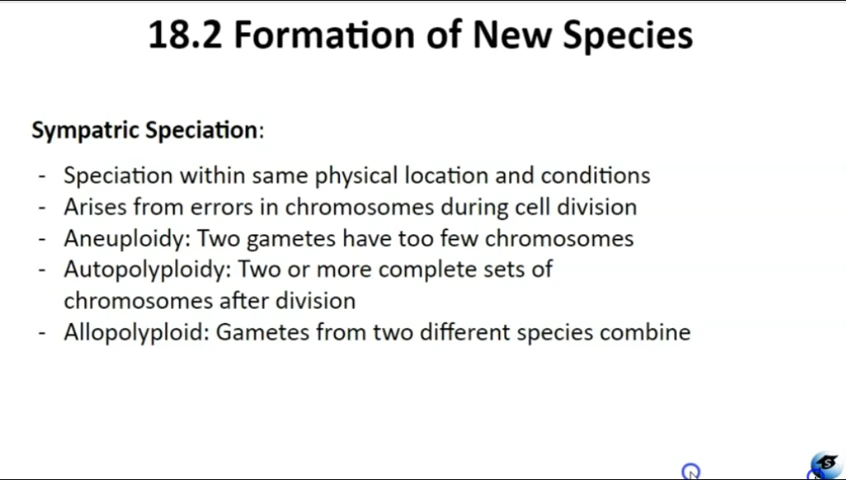 18.2 Formation of New Species
Sympatric Speciation:
- Speciation within same physical location and conditions
- Arises from errors in chromosomes during cell division
- Aneuploidy: Two gametes have too few chromosomes
- Autopolyploidy: Two or more complete sets of
chromosomes after division
- Allopolyploid: Gametes from two different species combine
S